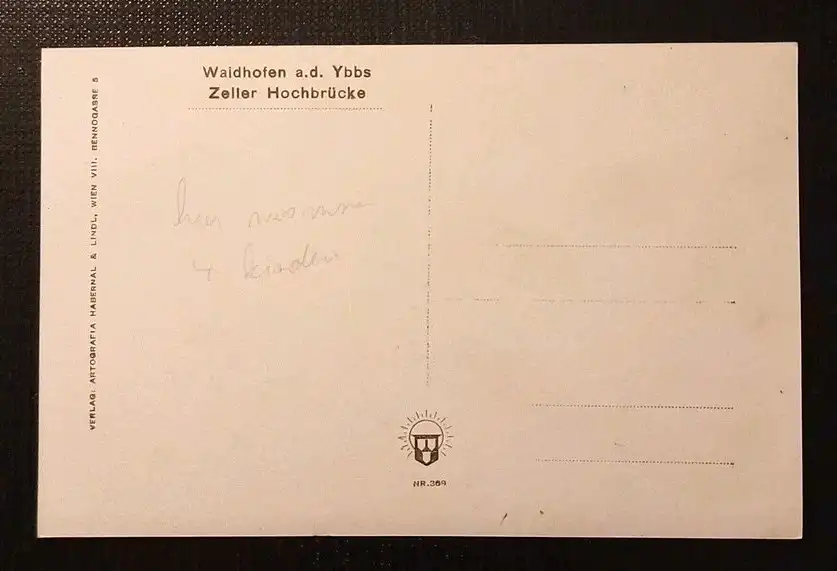 Waidhofen a.d. Ybbs
Zeller Hochbrücke
VERLAG: ARTOGRAFIA HABERNAL & LINDL, WIEN VIII, BENNOGASSE 5
NR.369